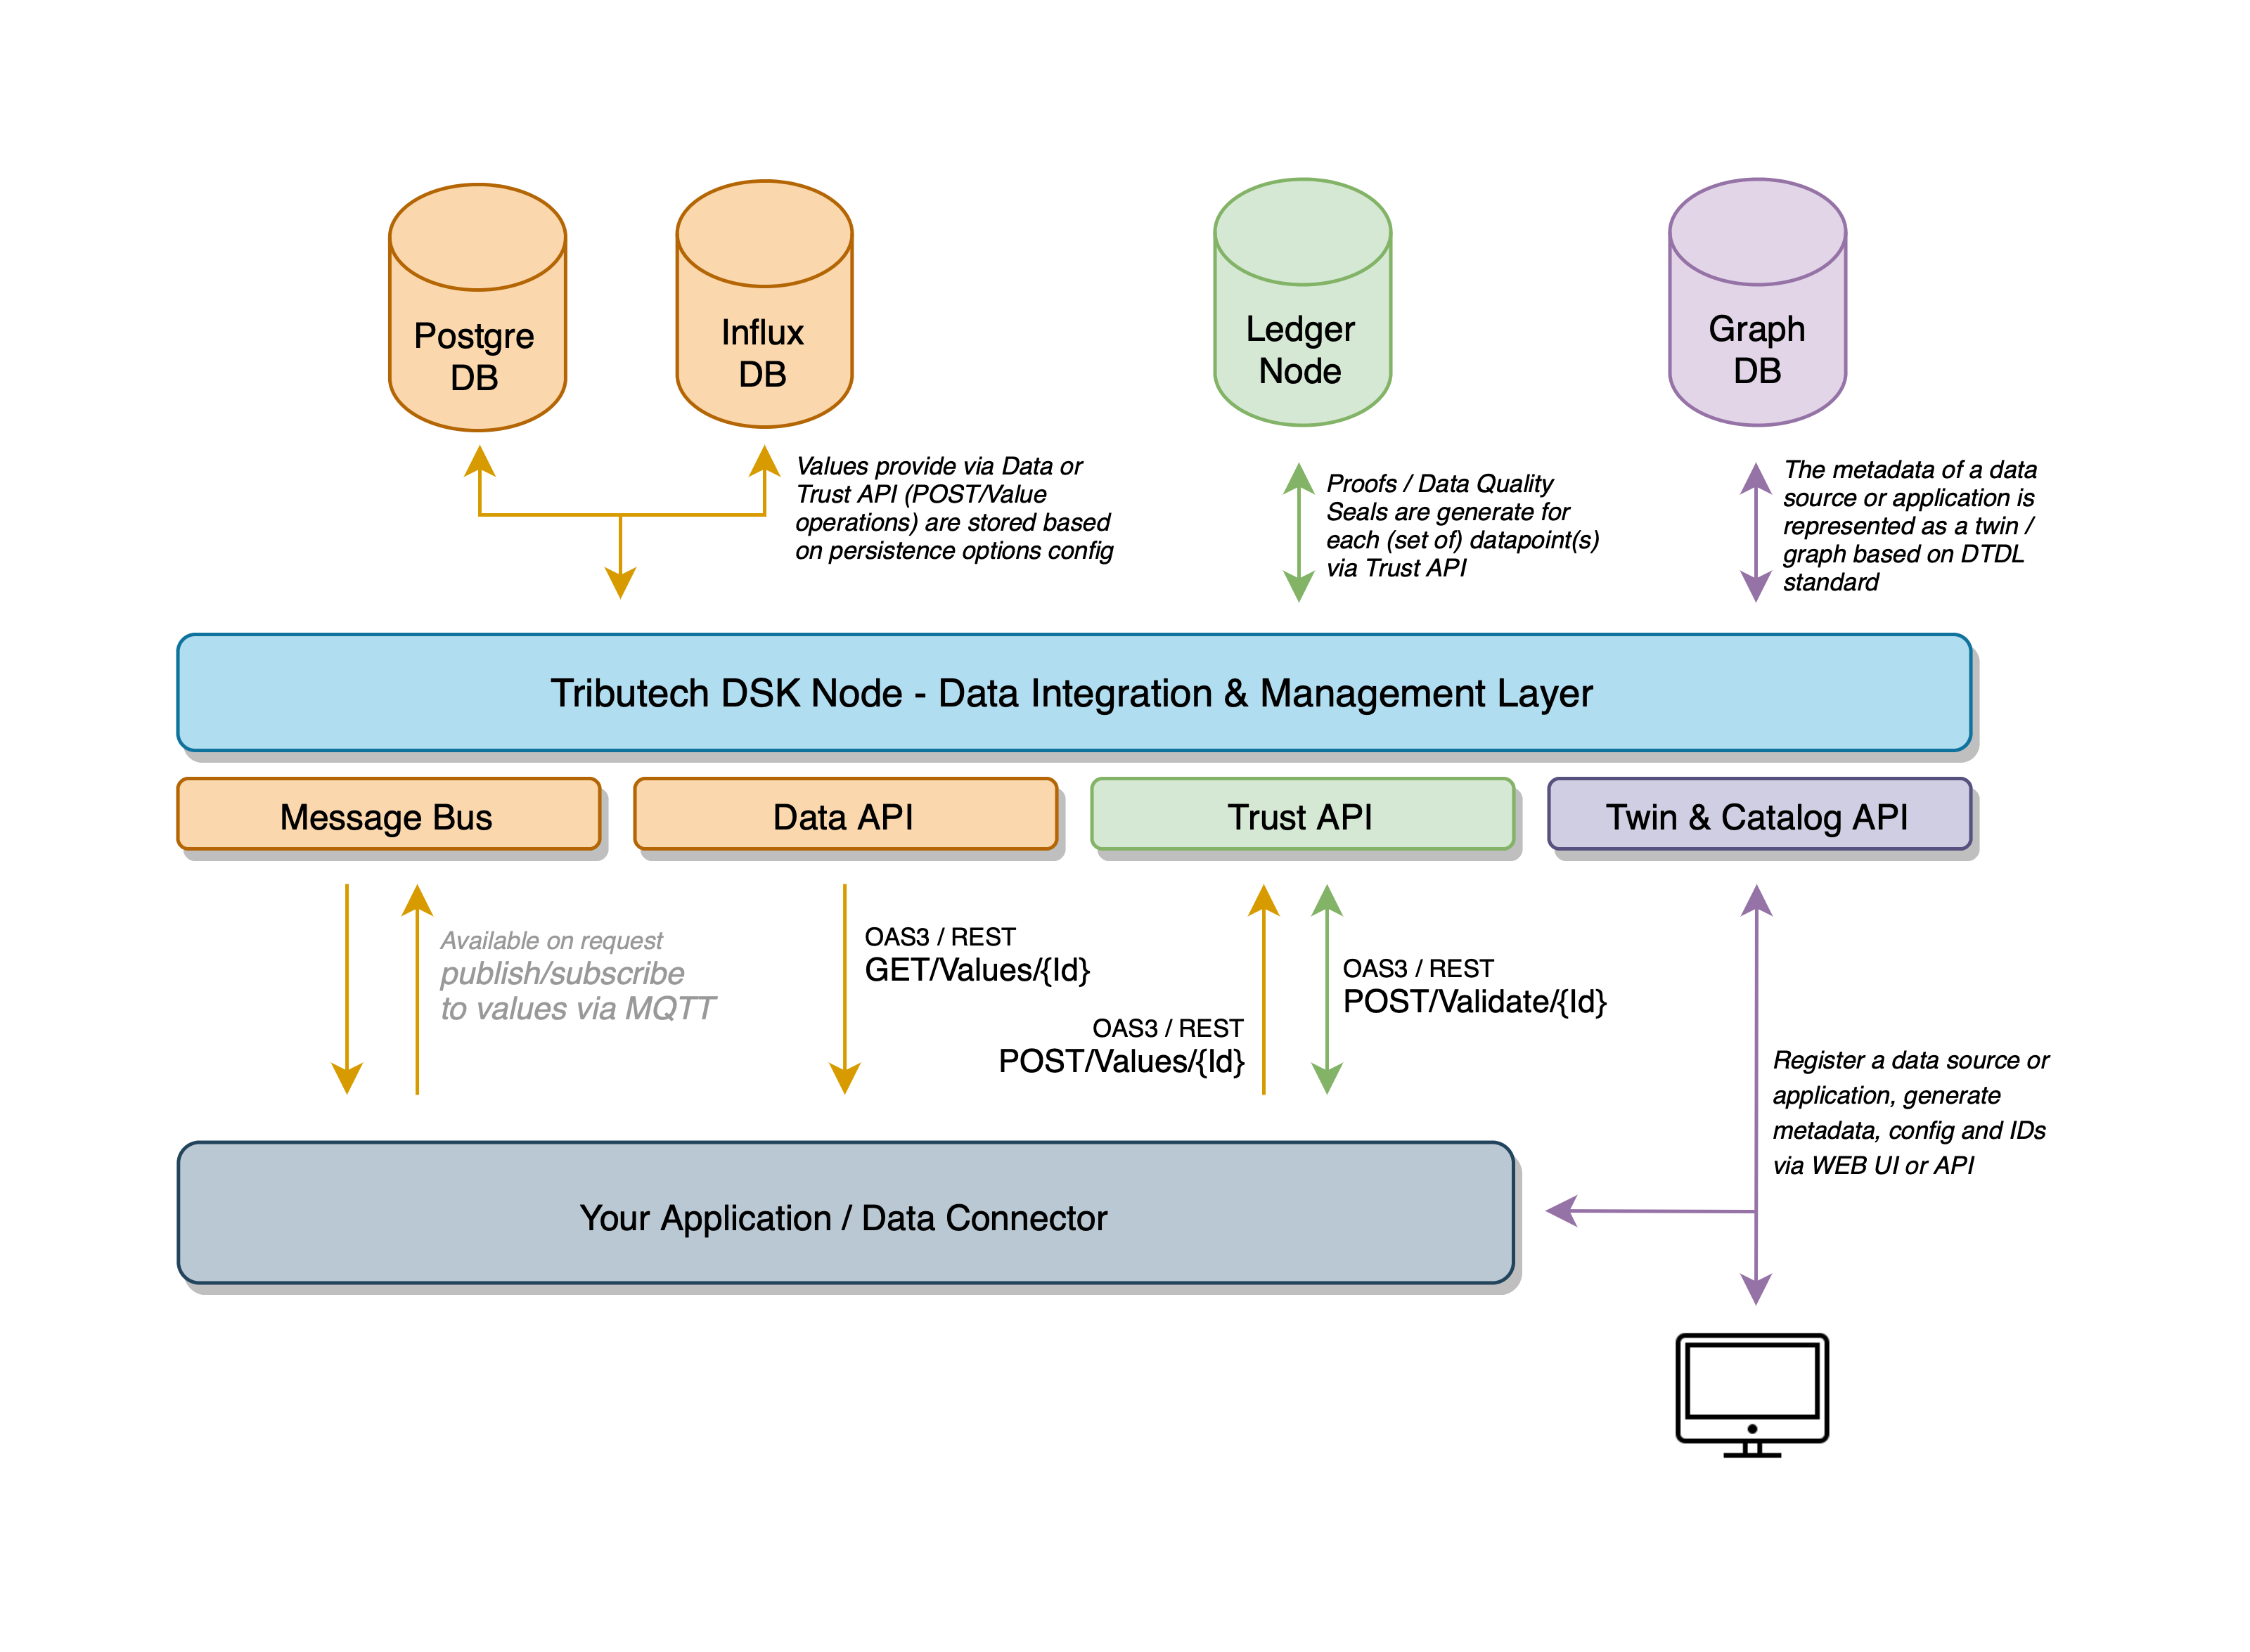 Postgre
DB
Influx
DB
Ledger
Node
Graph
DB
Values provide via Data or
Trust API (POST/Value
operations) are stored based
on persistence options config
Proofs / Data Quality
Seals are generate for
each (set of) datapoint(s)
via Trust API
The metadata of a data
source or application is
represented as a twin /
graph based on DTDL
standard
Tributech DSK Node - Data Integration & Management Layer
Message Bus
Data API
Trust API
Twin & Catalog API
Available on request
publish/subscribe
to values via MQTT
OAS3 / REST
GET/Values/{Id}
OAS3 / REST
POST/Values/{Id}
OAS3 / REST
POST/Validate/{Id}
Register a data source or
application, generate
metadata, config and IDs
via WEB UI or API
Your Application / Data Connector